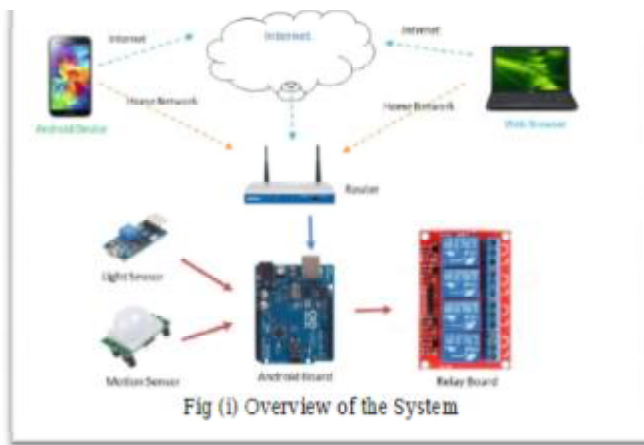 Internet
Internet
Internet
Home Network
Home Network
Android Device
Web Browser
Router
Light Sensor
Motion Sensor
Android Board
Relay Board
Fig (i) Overview of the System